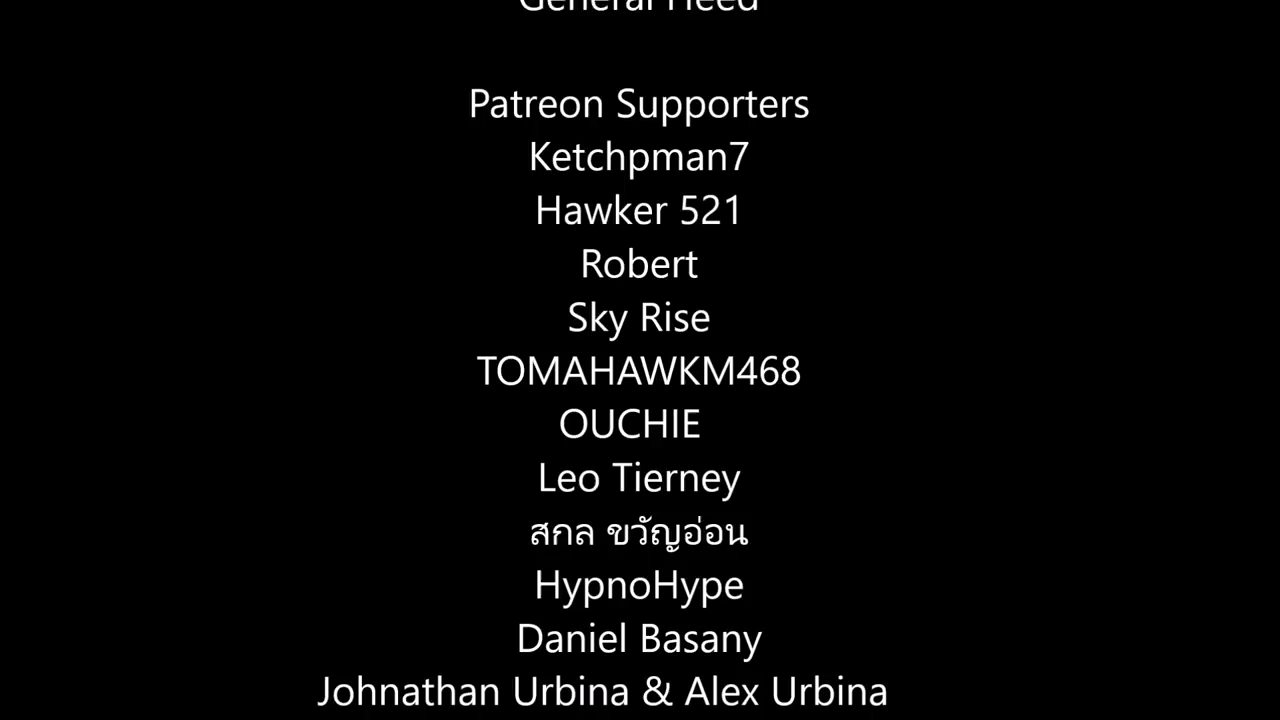 General
Patreon Supporters
Ketchpman7
Hawker 521
Robert
Sky Rise
TOMAHAWKM468
OUCHIE
Leo Tierney
สกล ขวัญอ่อน
HypnoHype
Daniel Basany
Johnathan Urbina & Alex Urbina